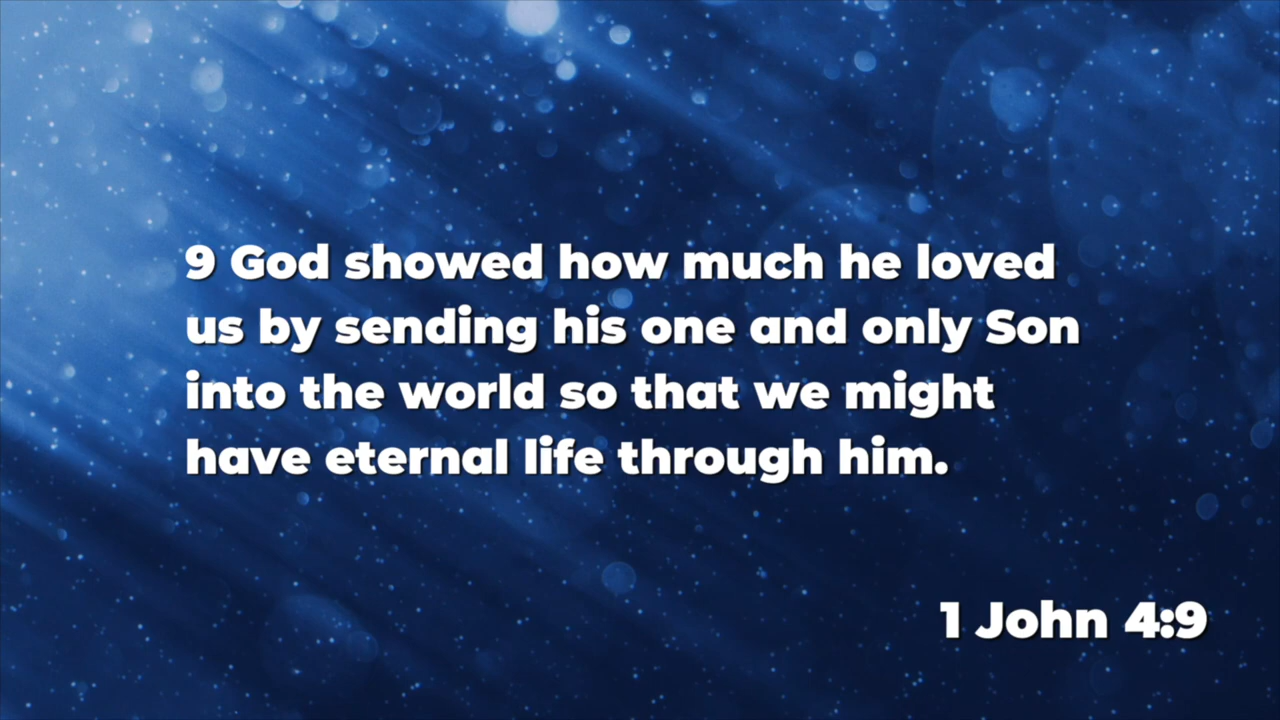 9 God showed how much he loved
us by sending his one and only Son
into the world so that we might
have eternal life through him.
1 John 4:9